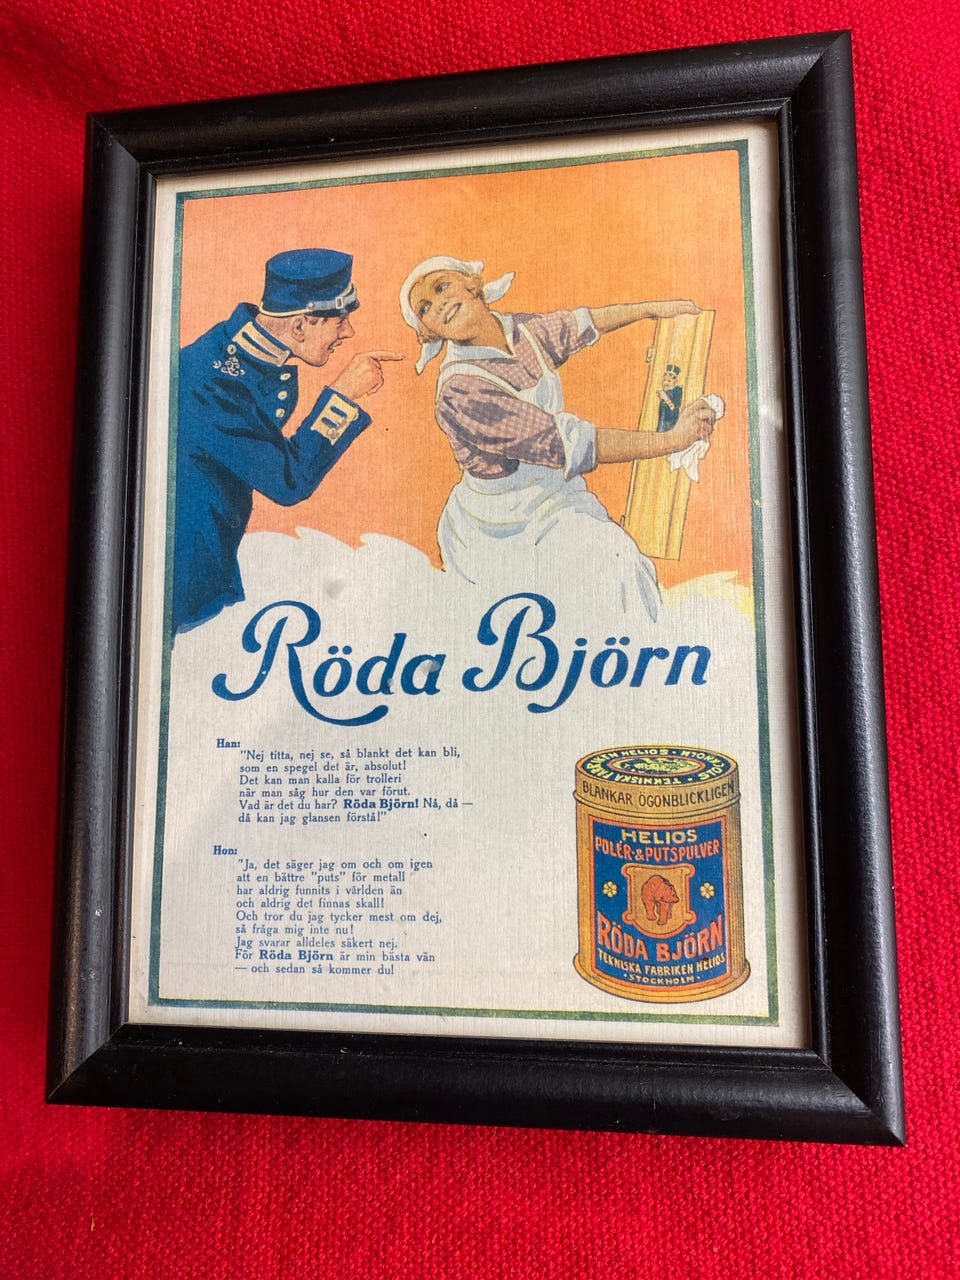 Röda Björn
Han:
"Nej titta, nej se, så blankt det kan bli,
som en spegel det är, absolut!
Det kan man kalla för trolleri
när man såg hur den var förut.
Vad är det du har? Röda Björn! Nå, då —
då kan jag glansen förstå!"
Hon:
"Ja, det säger jag om och om igen
att en bättre "puts" för metall
har aldrig funnits i världen än
och aldrig det finnas skall!
Och tror du jag tycker mest om dej,
så fråga mig inte nu!
Jag svarar alldeles säkert nej.
För Röda Björn är min bästa vän
— och sedan så kommer du!
HELIOS
TEKNISKA
BLANKAR ÖGONBLICKLIGEN
HELIOS
POLÉR-&PUTSPULVER
RÖDA BJÖRN
TEKNISKA FABRIKEN HELIOS
·STOCKHOLM·